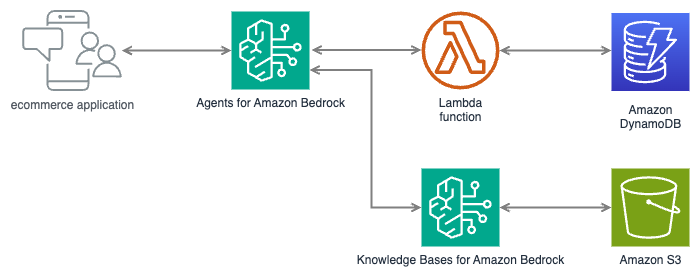 ecommerce application
Agents for Amazon Bedrock
Lambda
function
Amazon
DynamoDB
Knowledge Bases for Amazon Bedrock
Amazon S3